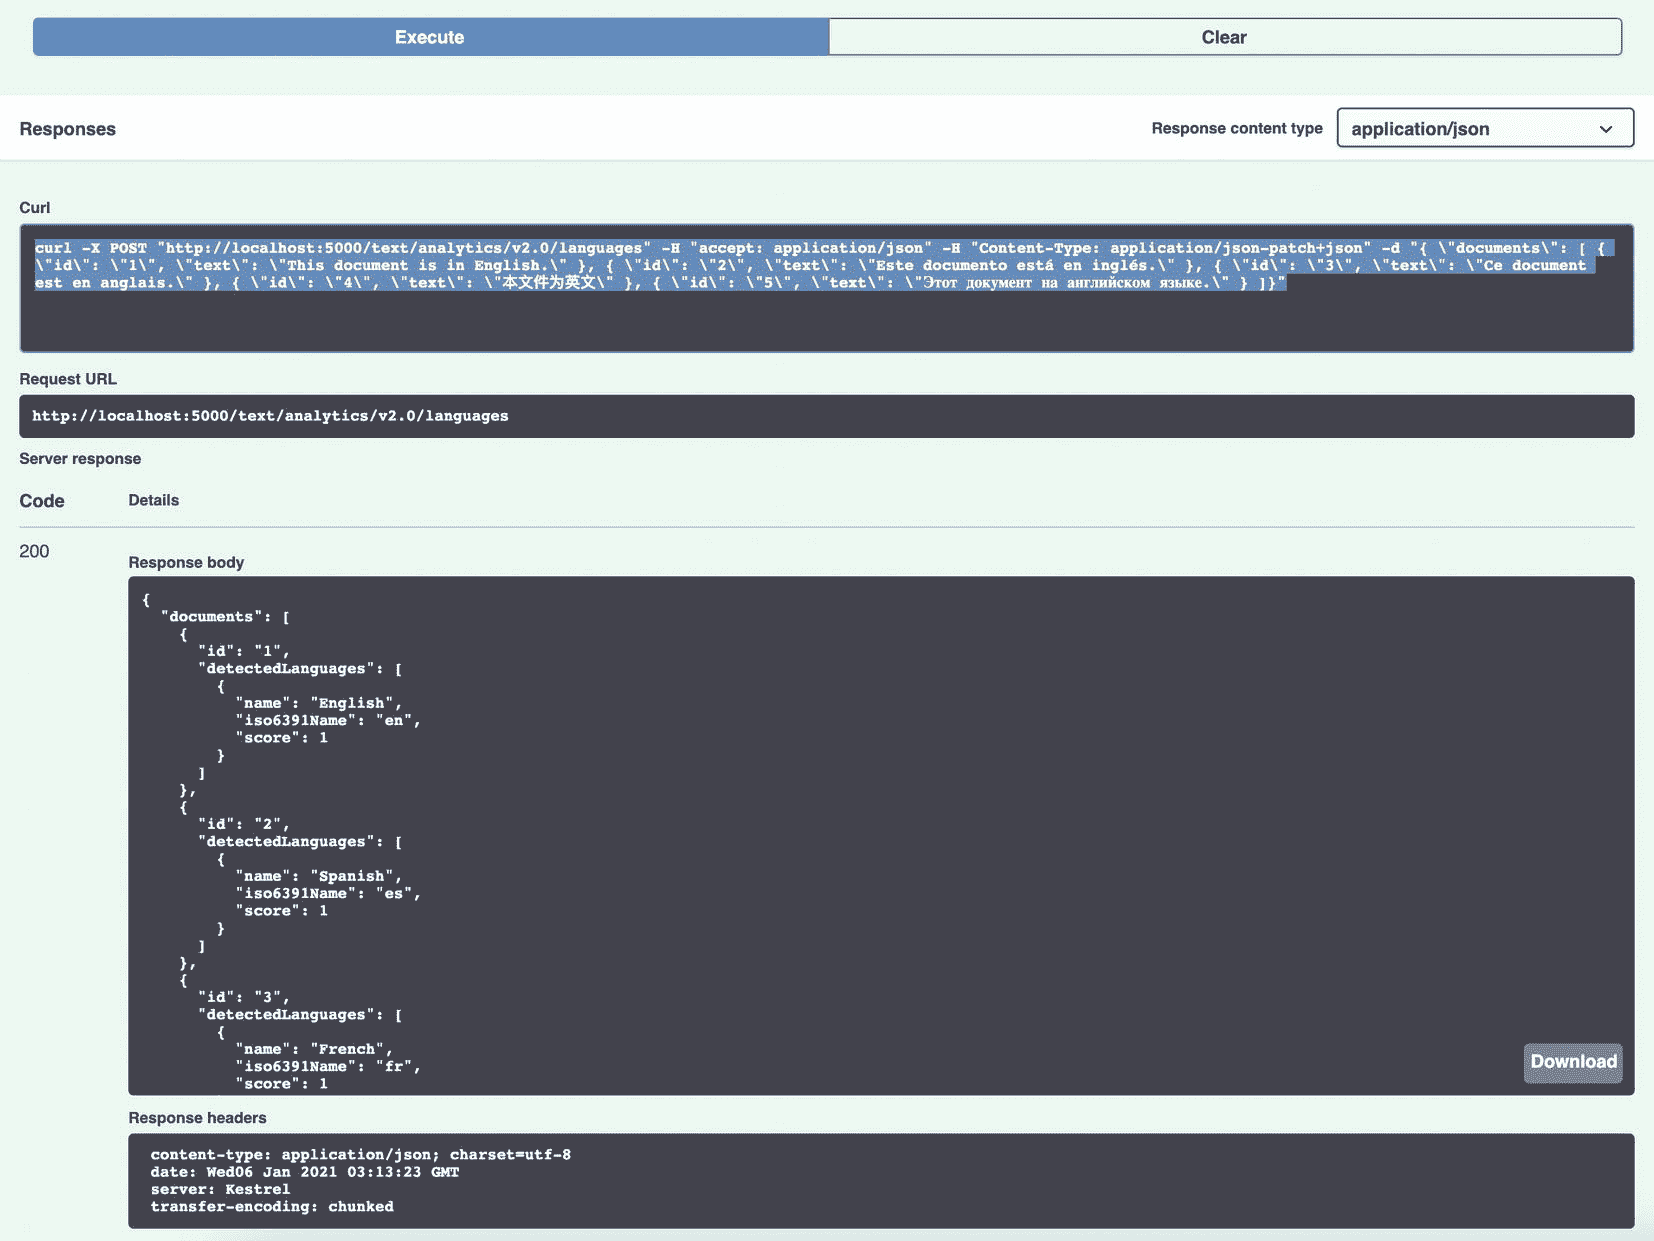 Execute
Clear
Responses
Response content type
application/json
Curl
curl -X POST "http://localhost:5000/text/analytics/v2.0/languages" -H "accept: application/json" -H "Content-Type: application/json-patch+json" -d "{ \"documents\": [ {
\"id\": \"1\", \"text\": \"This document is in English.\" }, { \"id\": \"2\", \"text\": \"Este documento está en inglés.\" }, { \"id\": \"3\", \"text\": \"Ce document
est en anglais.\" }, { \"id\": \"4\", \"text\": \"本文件为英文\" }, { \"id\": \"5\", \"text\": \"Этот документ на английском языке.\" } ]}"
Request URL
http://localhost:5000/text/analytics/v2.0/languages
Server response
Code
Details
200
Response body
{
"documents": [
{
"id": "1",
"detectedLanguages": [
{
"name": "English",
"iso6391Name": "en",
"score": 1
}
]
},
{
"id": "2",
"detectedLanguages": [
{
"name": "Spanish",
"iso6391Name": "es",
"score": 1
}
]
},
{
"id": "3",
"detectedLanguages": [
{
"name": "French",
"iso6391Name": "fr",
"score": 1
Download
Response headers
content-type: application/json; charset=utf-8
date: Wed06 Jan 2021 03:13:23 GMT
server: Kestrel
transfer-encoding: chunked